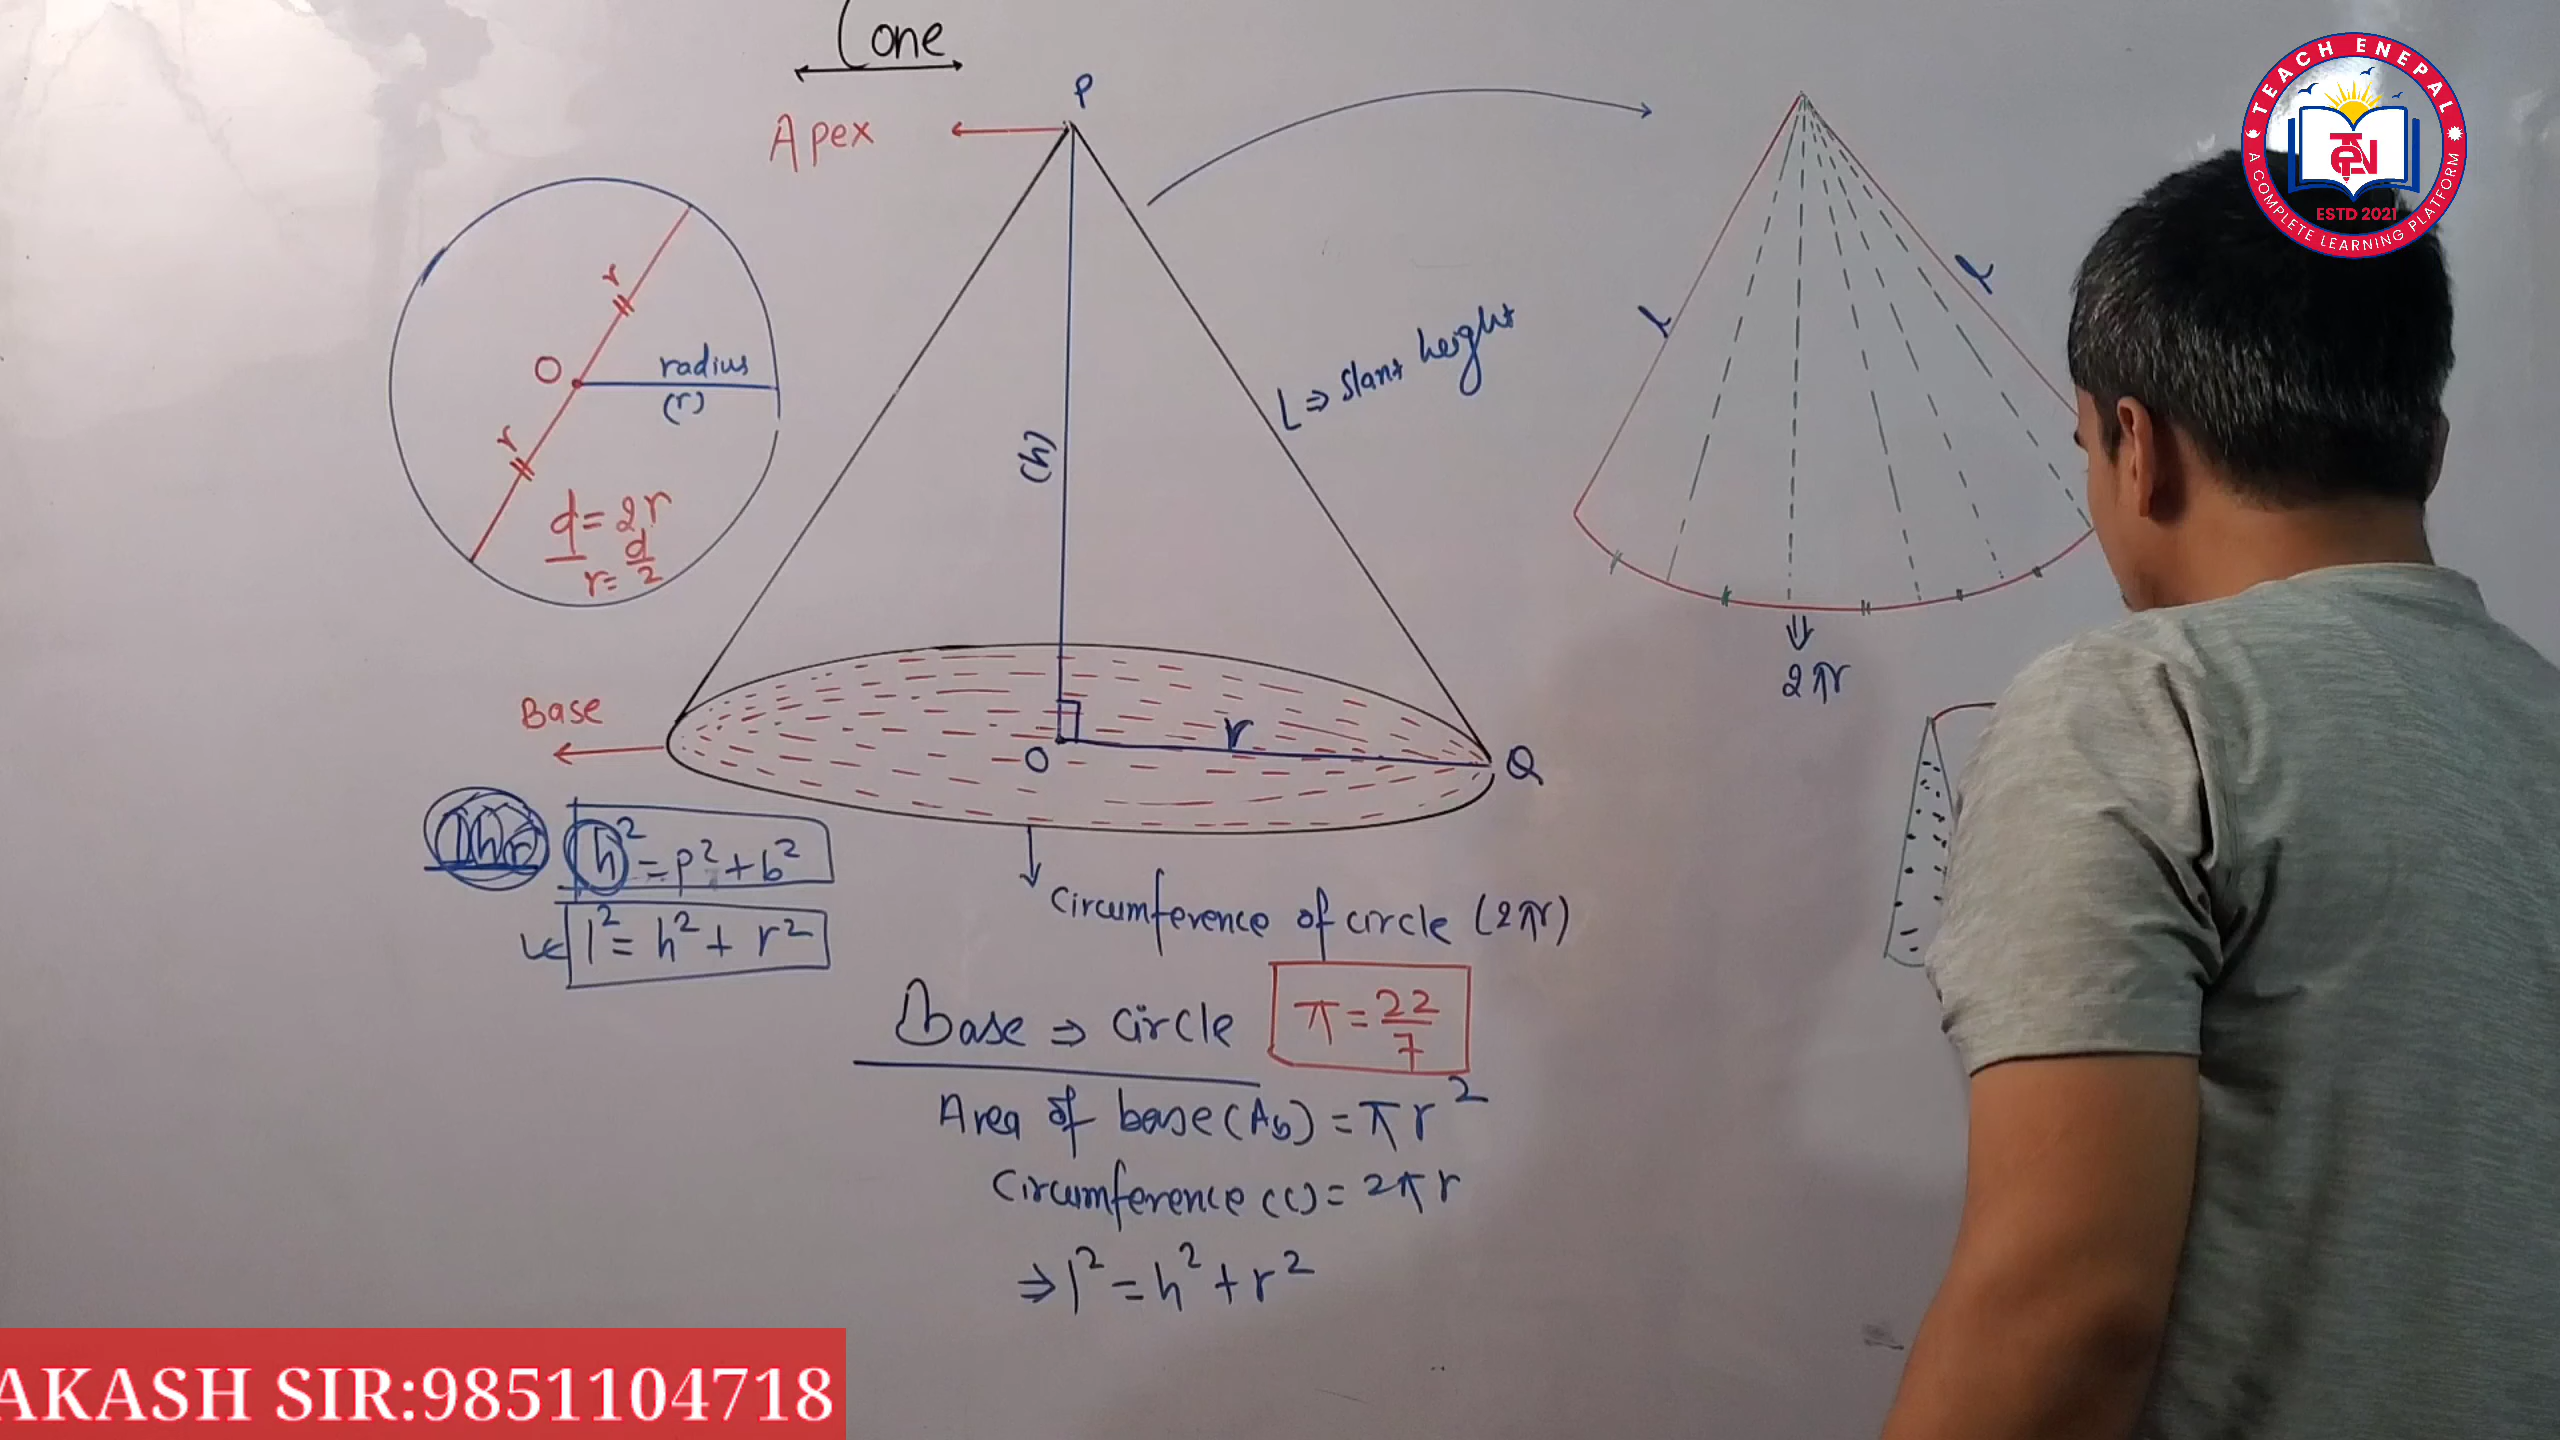 Cone
P
Apex
O
r
r
radius
(r)
d=2r
r=d/2
(h)
L⇒ slant height
l
l
2πr
Base
O
r
Q
lhr
h²=p²+b²
l²=h²+r²
Circumference of circle (2πr)
Base ⇒ circle
π=22/7
Area of base(Ab)=πr²
Circumference (C)=2πr
⇒l²=h²+r²
TEACH ENEPAL
TEN
ESTD 2021
A COMPLETE LEARNING PLATFORM
AKASH SIR:9851104718